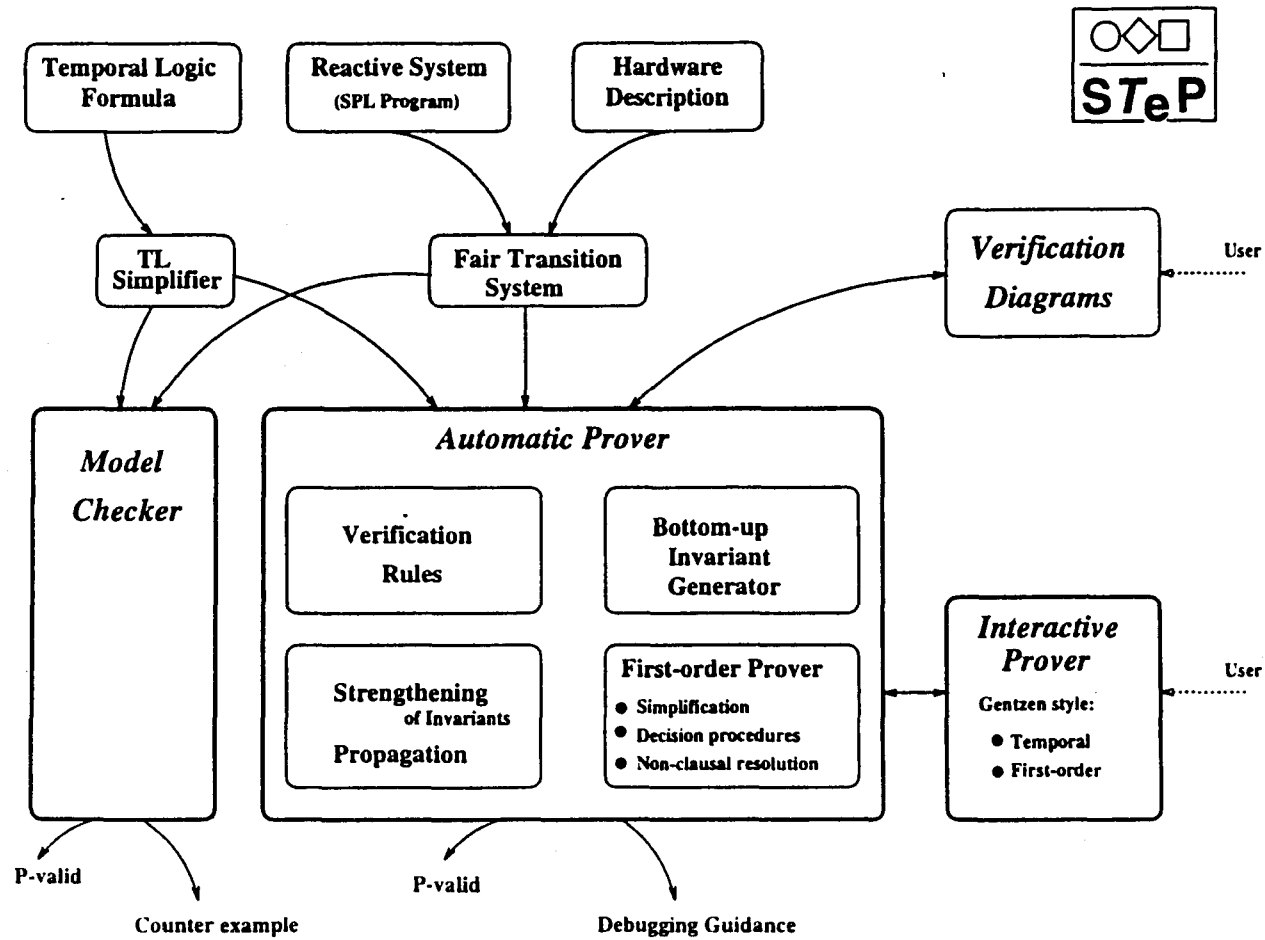 STeP
Temporal Logic
Formula
Reactive System
(SPL Program)
Hardware
Description
TL
Simplifier
Fair Transition
System
Verification
Diagrams
User
Model
Checker
Automatic Prover
Verification
Rules
Bottom-up
Invariant
Generator
Strengthening
of Invariants
Propagation
First-order Prover
● Simplification
● Decision procedures
● Non-clausal resolution
Interactive
Prover
Gentzen style:
● Temporal
● First-order
User
P-valid
Counter example
P-valid
Debugging Guidance